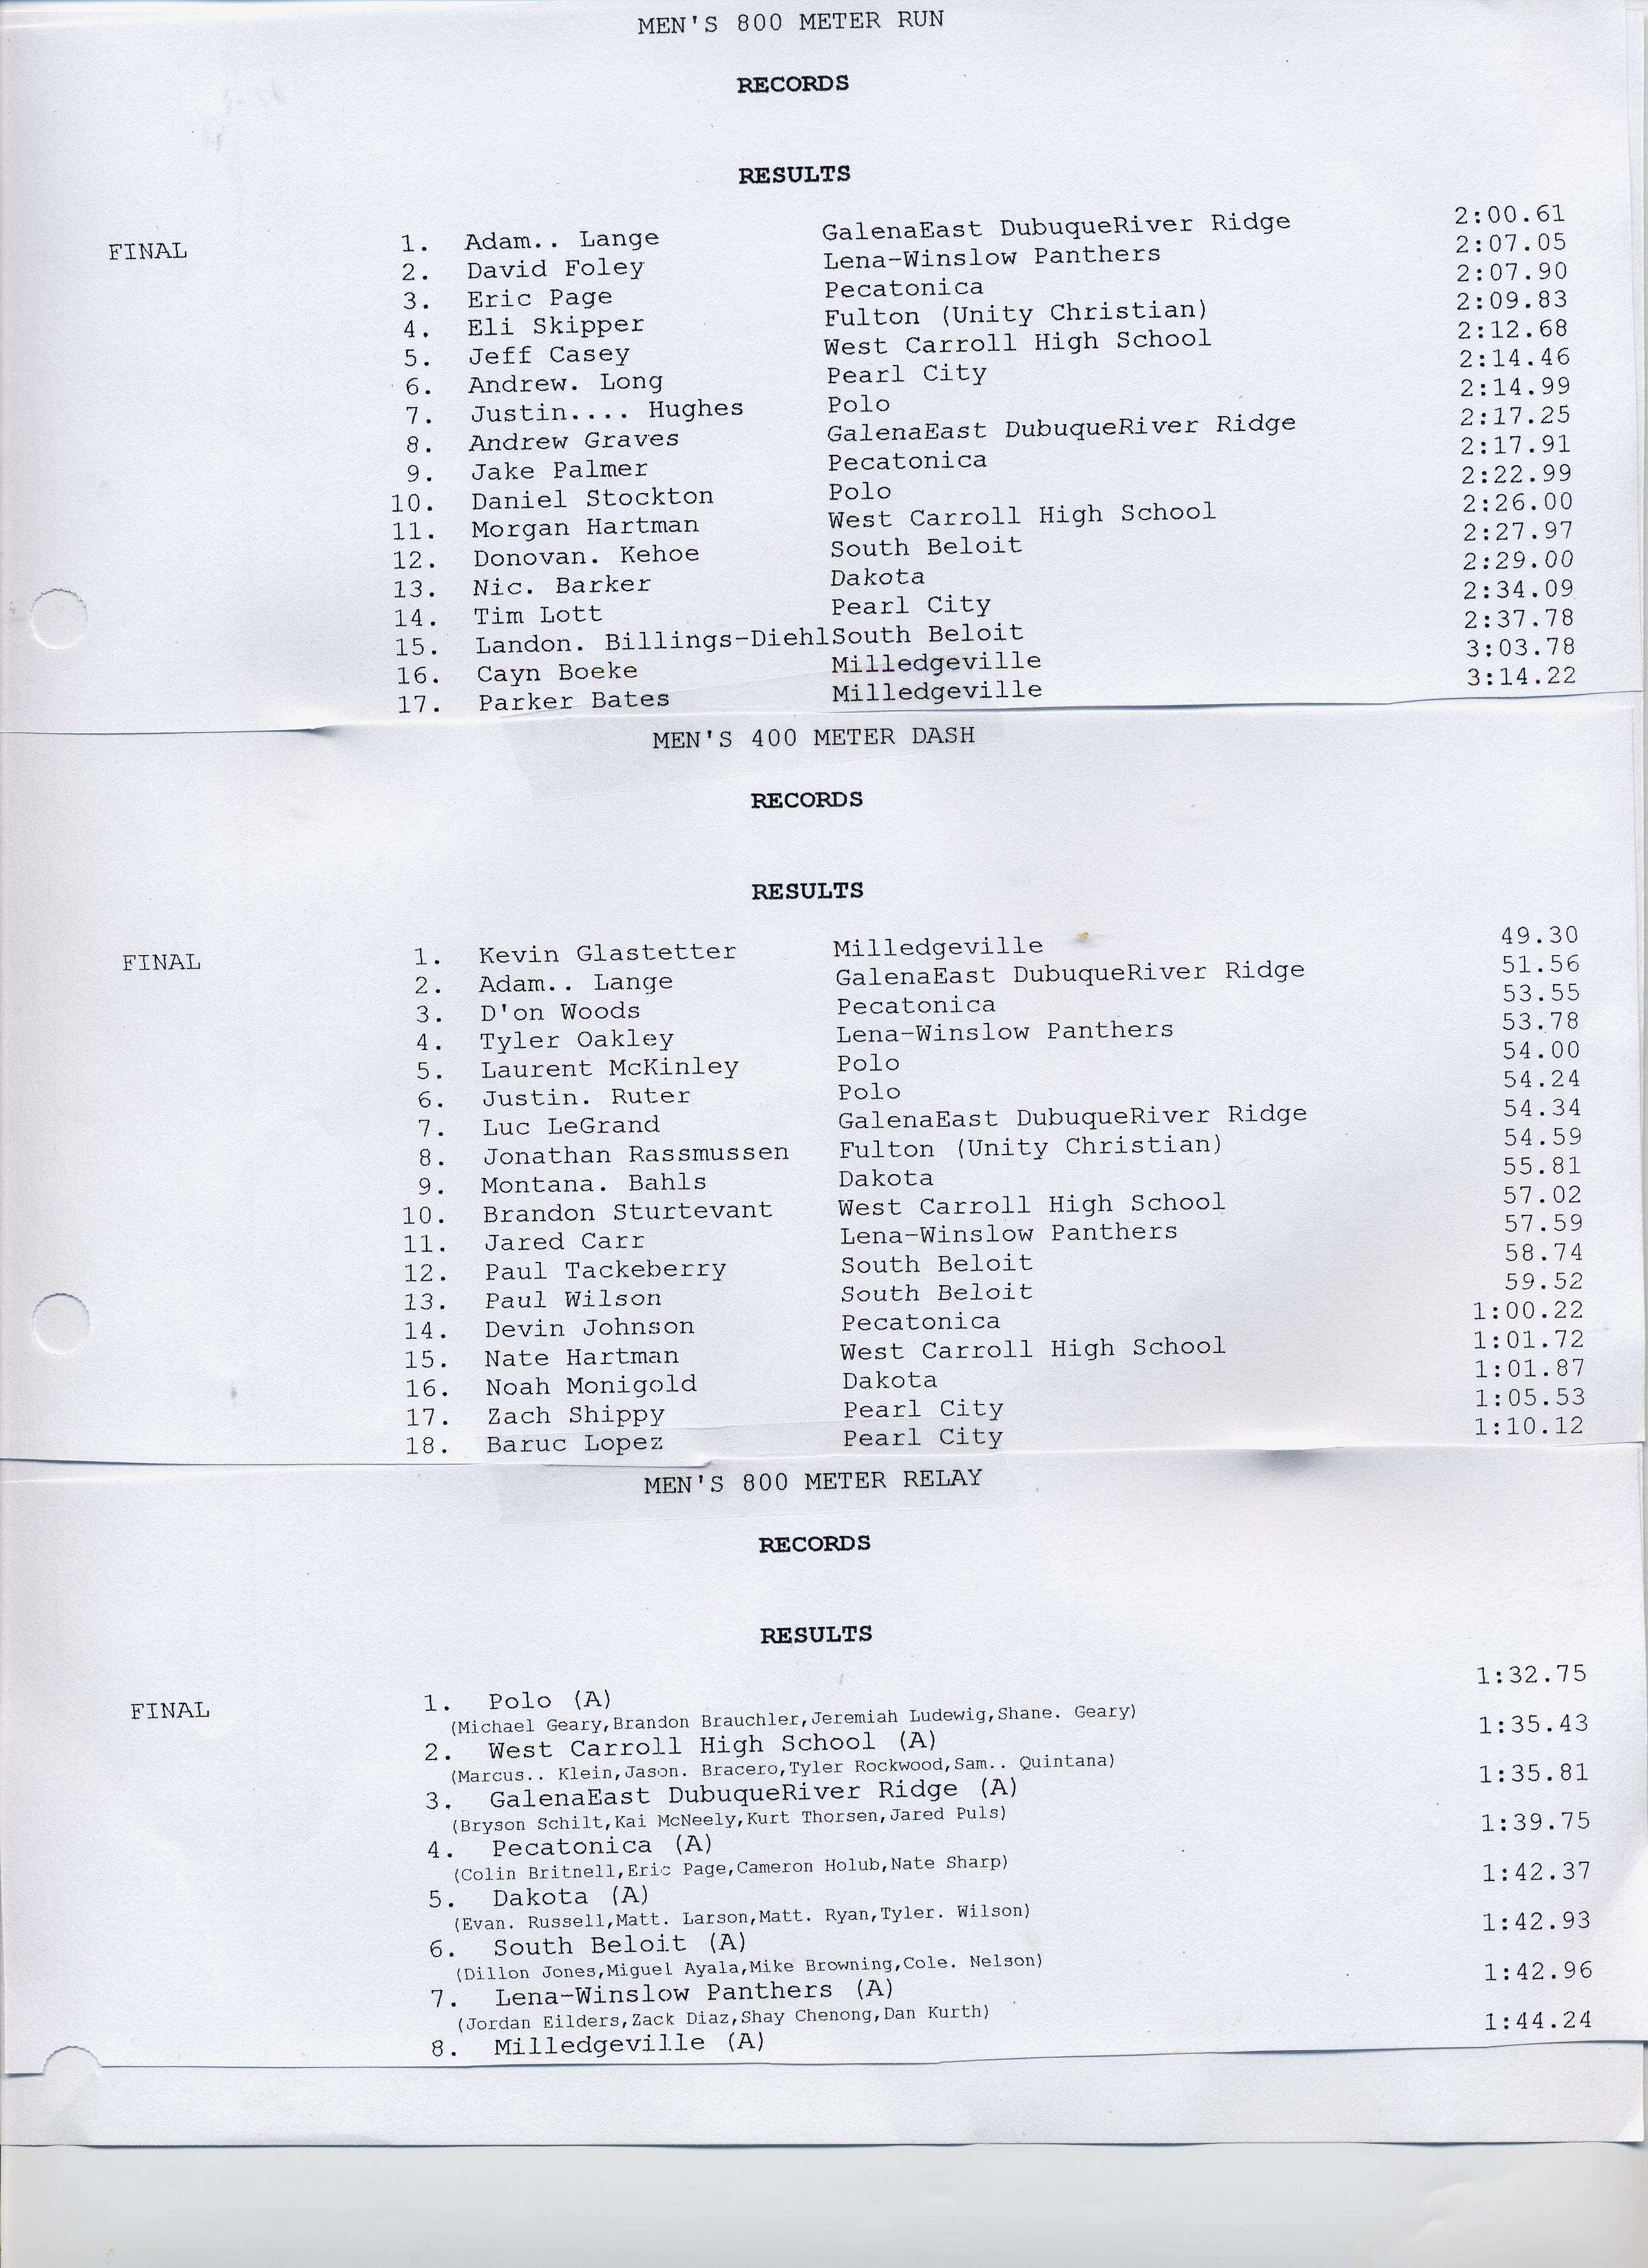 MEN'S 800 METER RUN
RECORDS
RESULTS
FINAL 1. Adam.. Lange GalenaEast DubuqueRiver Ridge 2:00.61
2. David Foley Lena-Winslow Panthers 2:07.05
3. Eric Page Pecatonica 2:07.90
4. Eli Skipper Fulton (Unity Christian) 2:09.83
5. Jeff Casey West Carroll High School 2:12.68
6. Andrew. Long Pearl City 2:14.46
7. Justin.... Hughes Polo 2:14.99
8. Andrew Graves GalenaEast DubuqueRiver Ridge 2:17.25
9. Jake Palmer Pecatonica 2:17.91
10. Daniel Stockton Polo 2:22.99
11. Morgan Hartman West Carroll High School 2:26.00
12. Donovan. Kehoe South Beloit 2:27.97
13. Nic. Barker Dakota 2:29.00
14. Tim Lott Pearl City 2:34.09
15. Landon. Billings-DiehlSouth Beloit 2:37.78
16. Cayn Boeke Milledgeville 3:03.78
17. Parker Bates Milledgeville 3:14.22
MEN'S 400 METER DASH
RECORDS
RESULTS
FINAL 1. Kevin Glastetter Milledgeville 49.30
2. Adam.. Lange GalenaEast DubuqueRiver Ridge 51.56
3. D'on Woods Pecatonica 53.55
4. Tyler Oakley Lena-Winslow Panthers 53.78
5. Laurent McKinley Polo 54.00
6. Justin. Ruter Polo 54.24
7. Luc LeGrand GalenaEast DubuqueRiver Ridge 54.34
8. Jonathan Rassmussen Fulton (Unity Christian) 54.59
9. Montana. Bahls Dakota 55.81
10. Brandon Sturtevant West Carroll High School 57.02
11. Jared Carr Lena-Winslow Panthers 57.59
12. Paul Tackeberry South Beloit 58.74
13. Paul Wilson South Beloit 59.52
14. Devin Johnson Pecatonica 1:00.22
15. Nate Hartman West Carroll High School 1:01.72
16. Noah Monigold Dakota 1:01.87
17. Zach Shippy Pearl City 1:05.53
18. Baruc Lopez Pearl City 1:10.12
MEN'S 800 METER RELAY
RECORDS
RESULTS
FINAL 1. Polo (A) 1:32.75
(Michael Geary,Brandon Brauchler,Jeremiah Ludewig,Shane. Geary)
2. West Carroll High School (A) 1:35.43
(Marcus.. Klein,Jason. Bracero,Tyler Rockwood,Sam.. Quintana)
3. GalenaEast DubuqueRiver Ridge (A) 1:35.81
(Bryson Schilt,Kai McNeely,Kurt Thorsen,Jared Puls)
4. Pecatonica (A) 1:39.75
(Colin Britnell,Eric Page,Cameron Holub,Nate Sharp)
5. Dakota (A) 1:42.37
(Evan. Russell,Matt. Larson,Matt. Ryan,Tyler. Wilson)
6. South Beloit (A) 1:42.93
(Dillon Jones,Miguel Ayala,Mike Browning,Cole. Nelson)
7. Lena-Winslow Panthers (A) 1:42.96
(Jordan Eilders,Zack Diaz,Shay Chenong,Dan Kurth)
8. Milledgeville (A) 1:44.24